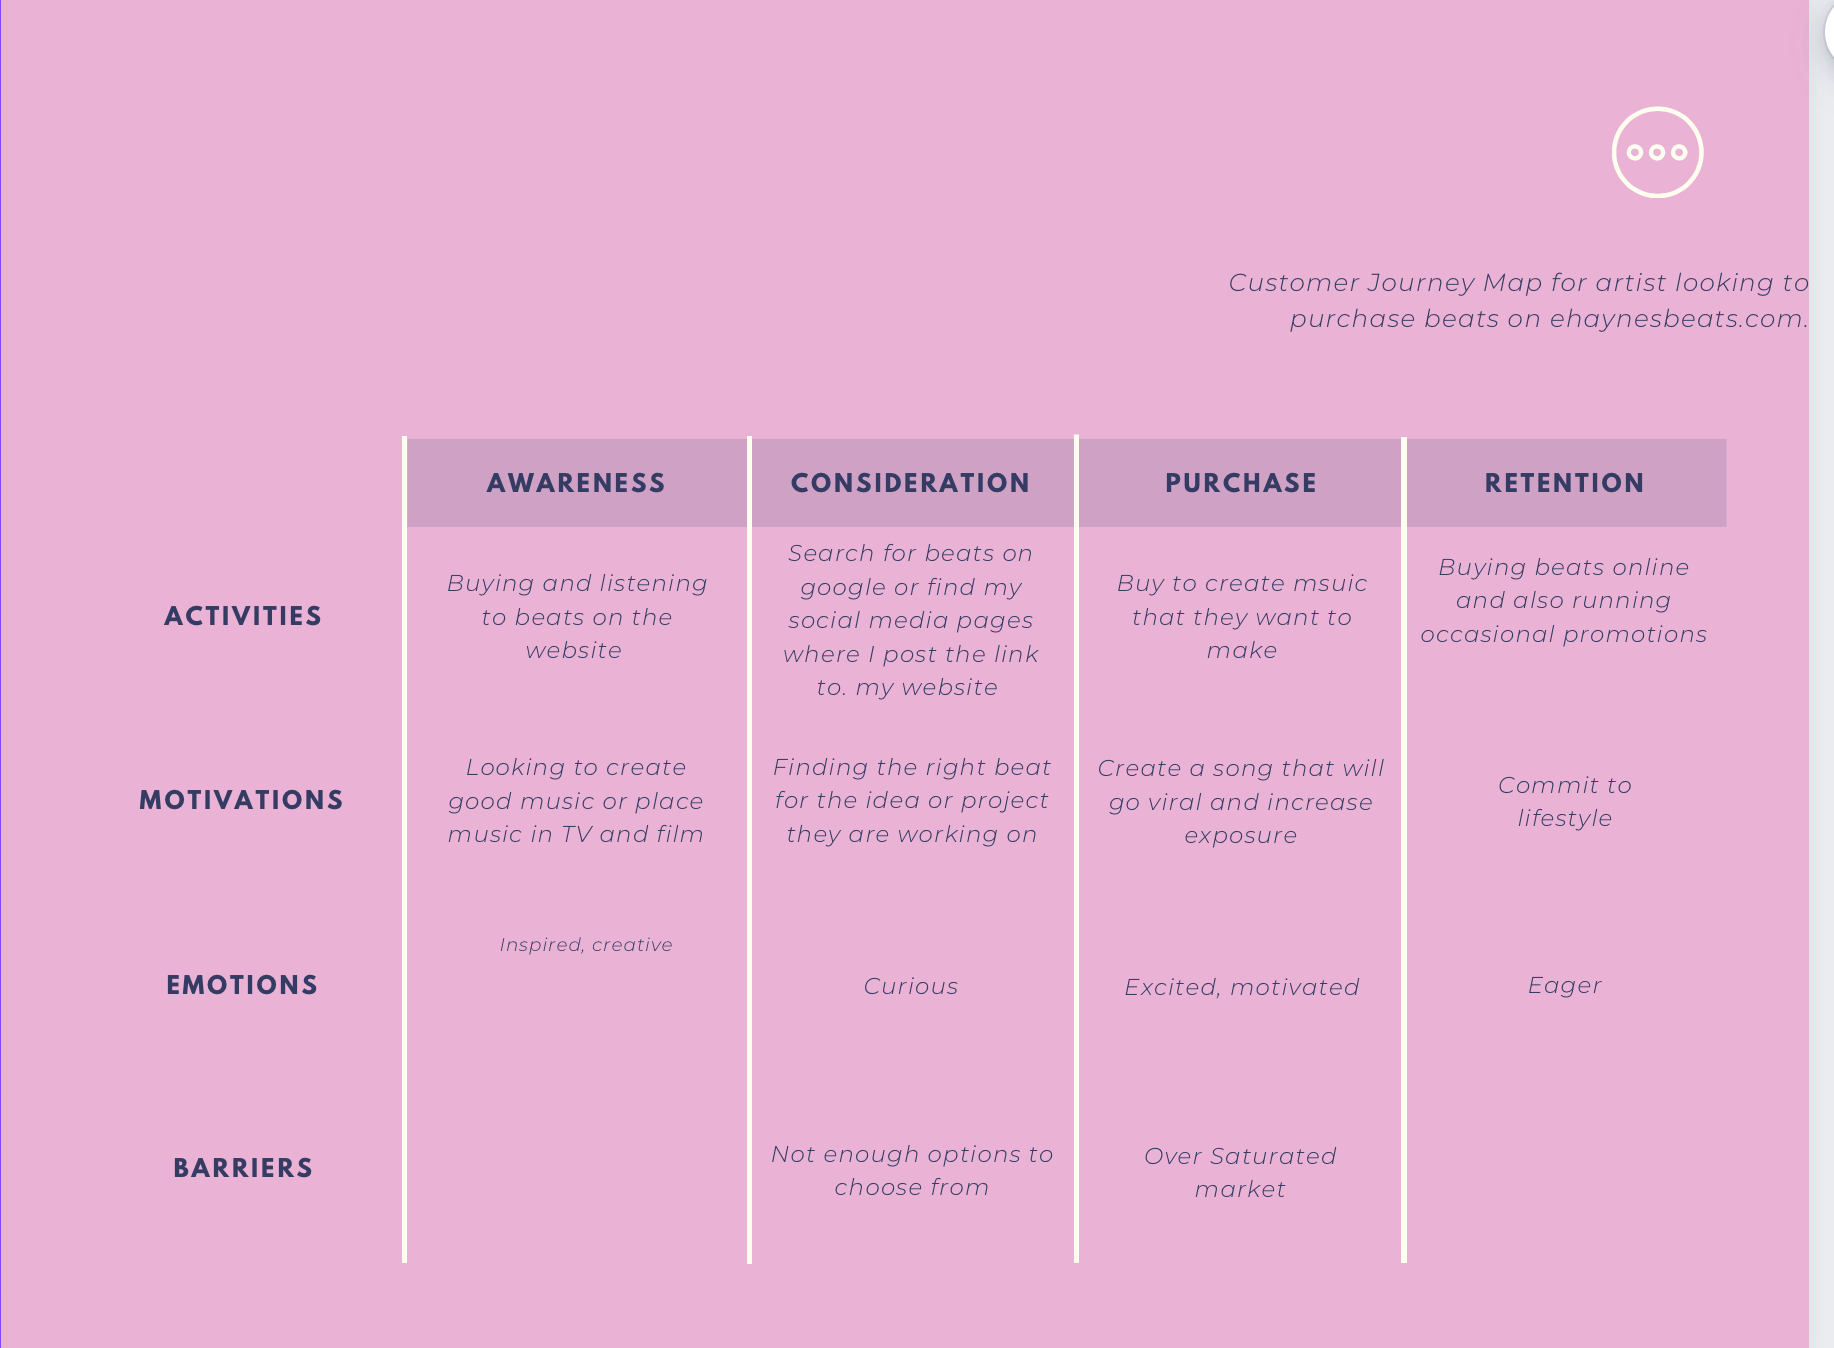 Customer Journey Map for artist looking to
purchase beats on ehaynesbeats.com.
AWARENESS
CONSIDERATION
PURCHASE
RETENTION
ACTIVITIES
Buying and listening
to beats on the
website
Search for beats on
google or find my
social media pages
where I post the link
to. my website
Buy to create msuic
that they want to
make
Buying beats online
and also running
occasional promotions
MOTIVATIONS
Looking to create
good music or place
music in TV and film
Finding the right beat
for the idea or project
they are working on
Create a song that will
go viral and increase
exposure
Commit to
lifestyle
EMOTIONS
Inspired, creative
Curious
Excited, motivated
Eager
BARRIERS
Not enough options to
choose from
Over Saturated
market